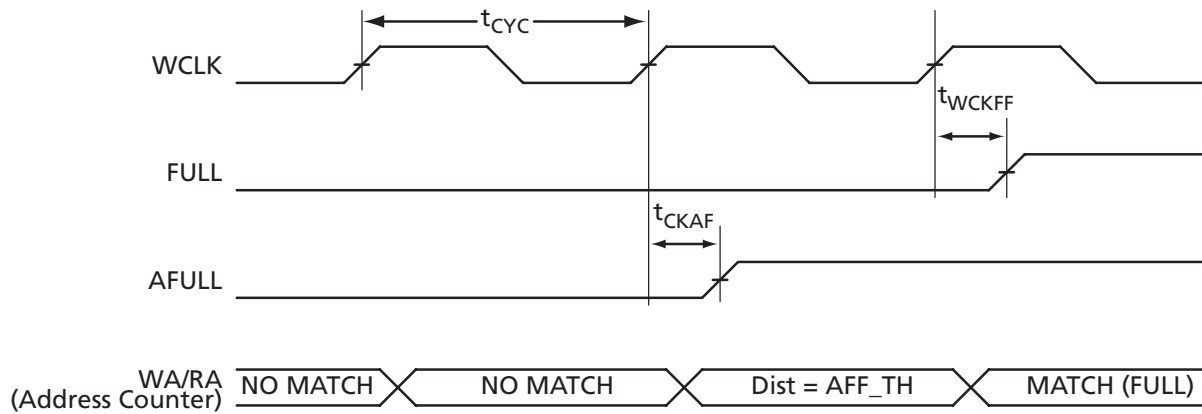 tCYC
WCLK
tWCKFF
FULL
tCKAF
AFULL
WA/RA
(Address Counter)
NO MATCH
NO MATCH
Dist = AFF_TH
MATCH (FULL)